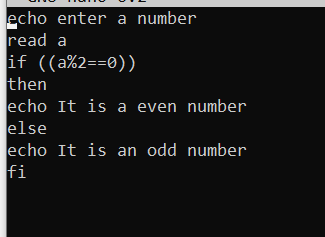 echo enter a number
read a
if ((a%2==0))
then
echo It is a even number
else
echo It is an odd number
fi